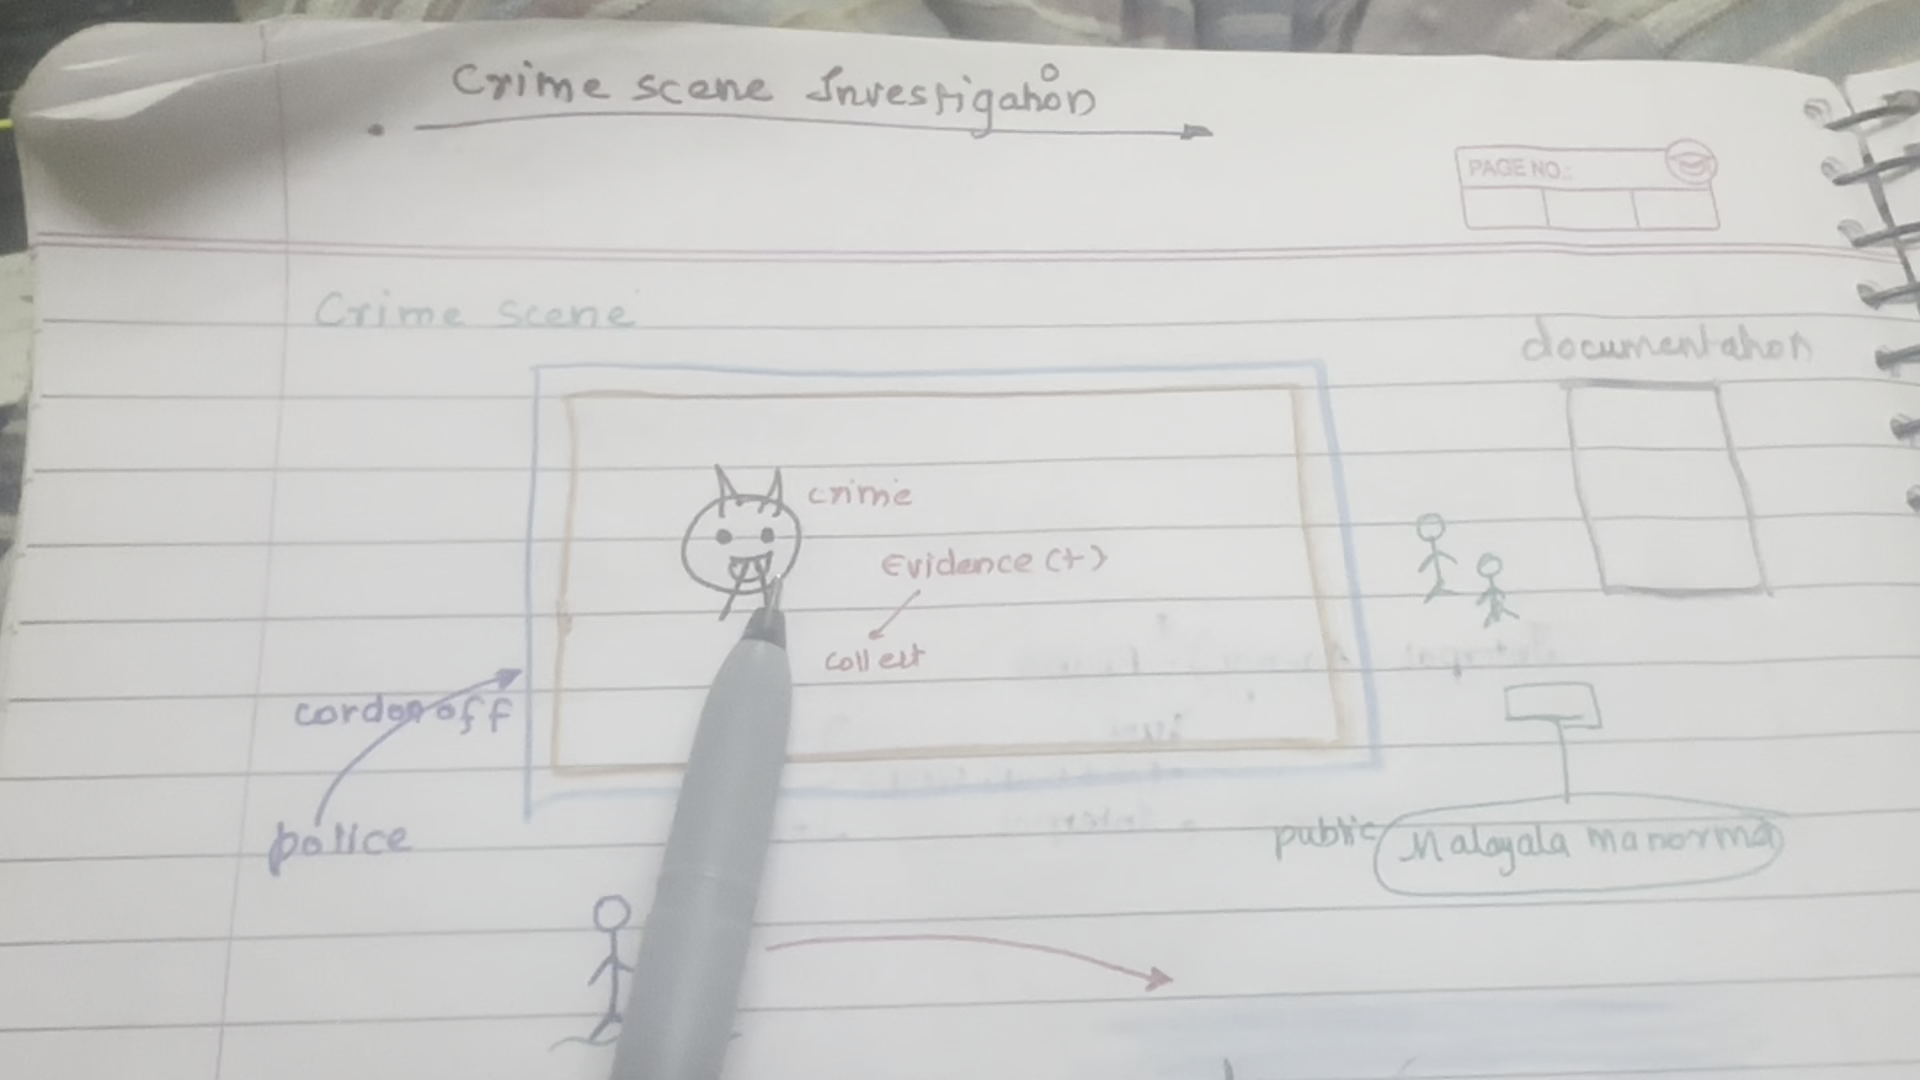 Crime scene Investigation
PAGE NO.:
Crime scene
documentation
crime
Evidence (+)
collect
cordon off
police
public
Malayala manorma